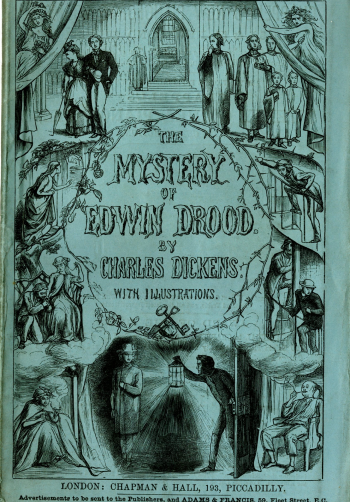 THE
MYSTERY
OF
EDWIN DROOD.
BY
CHARLES DICKENS.
WITH ILLUSTRATIONS.
LONDON: CHAPMAN & HALL, 193, PICCADILLY.
Advertisements to be sent to the Publishers, and ADAMS & FRANCIS, 59, Fleet Street, E.C.